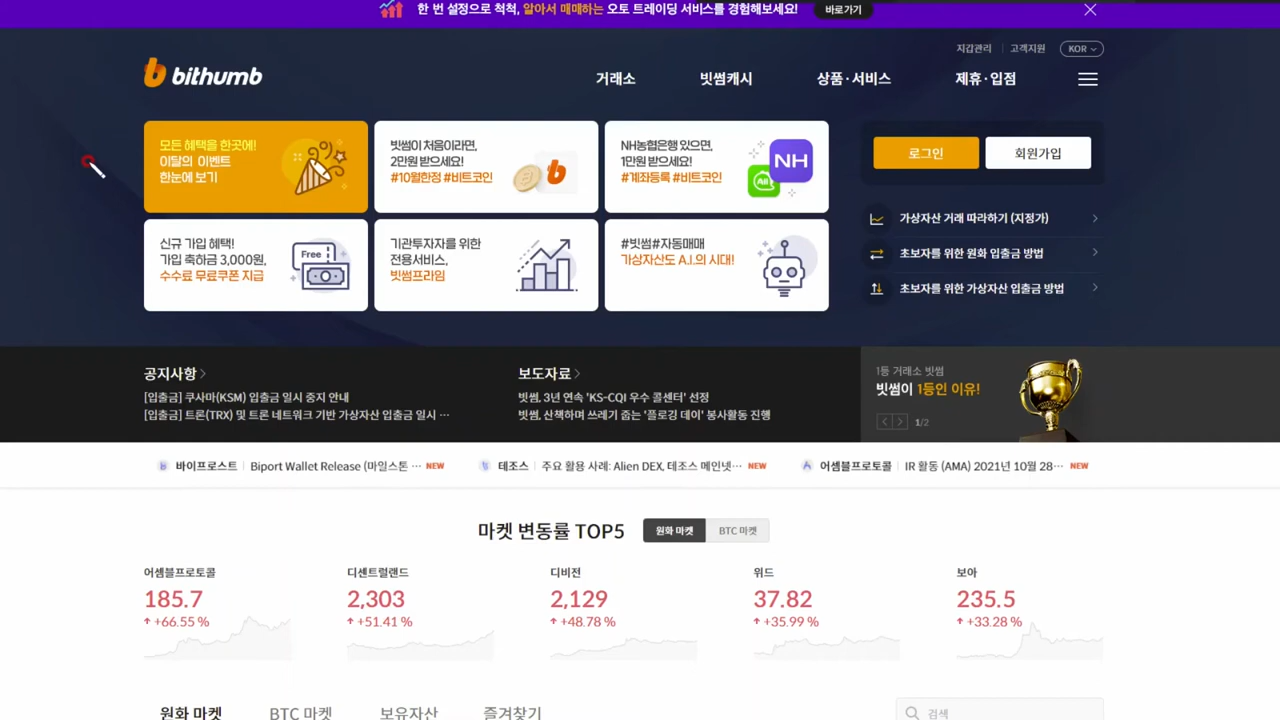 한 번 설정으로 척척, 알아서 매매하는 오토 트레이딩 서비스를 경험해보세요! 바로가기
지갑관리 고객지원 KOR
bithumb 거래소 빗썸캐시 상품·서비스 제휴·입점
모든 혜택을 한곳에!
이달의 이벤트
한눈에 보기
빗썸이 처음이라면,
2만원 받으세요!
#10월한정 #비트코인
NH농협은행 있으면,
1만원 받으세요!
#계좌등록 #비트코인
NH
All
로그인 회원가입
신규 가입 혜택!
가입 축하금 3,000원,
수수료 무료쿠폰 지급
Free
기관투자자를 위한
전용서비스,
빗썸프라임
#빗썸#자동매매
가상자산도 A.I.의 시대!
가상자산 거래 따라하기 (지정가)
초보자를 위한 원화 입출금 방법
초보자를 위한 가상자산 입출금 방법
공지사항
[입출금] 쿠사마(KSM) 입출금 일시 중지 안내
[입출금] 트론(TRX) 및 트론 네트워크 기반 가상자산 입출금 일시 ···
보도자료
빗썸, 3년 연속 'KS-CQI 우수 콜센터' 선정
빗썸, 산책하며 쓰레기 줍는 '플로깅 데이' 봉사활동 진행
1등 거래소 빗썸
빗썸이 1등인 이유!
1/2
바이프로스트 Biport Wallet Release (마일스톤 ··· NEW
테조스 주요 활용 사례: Alien DEX, 테조스 메인넷··· NEW
어셈블프로토콜 IR 활동 (AMA) 2021년 10월 28··· NEW
마켓 변동률 TOP5 원화 마켓 BTC 마켓
어셈블프로토콜
185.7
+66.55 %
디센트럴랜드
2,303
+51.41 %
디비전
2,129
+48.78 %
위드
37.82
+35.99 %
보아
235.5
+33.28 %
원화 마켓 BTC 마켓 보유자산 즐겨찾기 검색